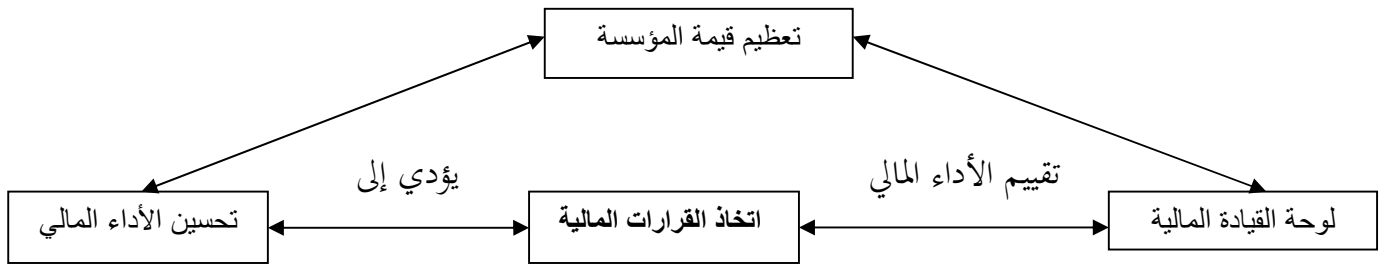 تعظيم قيمة المؤسسة
تقييم الأداء المالي
يؤدي إلى
لوحة القيادة المالية
اتخاذ القرارات المالية
تحسين الأداء المالي